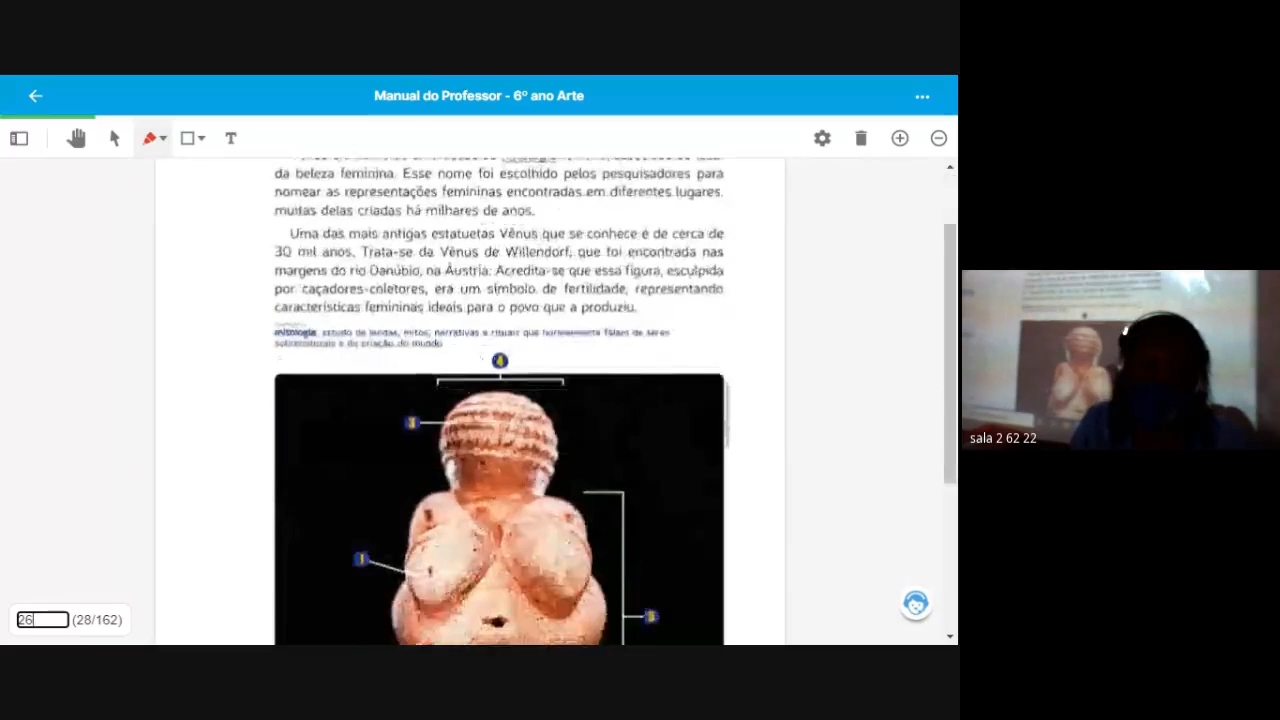 Manual do Professor - 6º ano Arte
T
da beleza feminina. Esse nome foi escolhido pelos pesquisadores para
nomear as representações femininas encontradas em diferentes lugares,
muitas delas criadas há milhares de anos.
Uma das mais antigas estatuetas Vênus que se conhece é de cerca de
30 mil anos. Trata-se da Vênus de Willendorf, que foi encontrada nas
margens do rio Danúbio, na Áustria. Acredita-se que essa figura, esculpida
por caçadores-coletores, era um símbolo de fertilidade, representando
características femininas ideais para o povo que a produziu.
mitologia: estudo de lendas, mitos, narrativas e rituais que
e da criação do mundo
4
1
26 (28/162)
sala 2 62 22